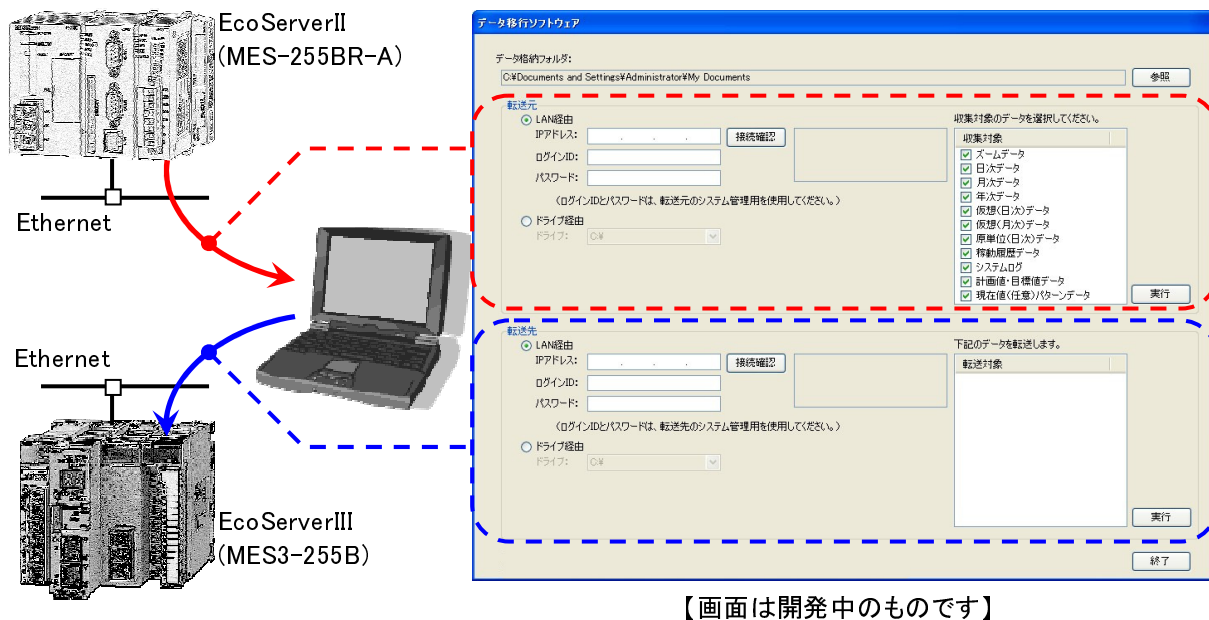 EcoServerII
(MES-255BR-A)
Ethernet
Ethernet
EcoServerIII
(MES3-255B)
データ移行ソフトウェア
データ格納フォルダ:
C:¥Documents and Settings¥Administrator¥My Documents
参照
転送元
LAN経由
IPアドレス:
. . .
接続確認
ログインID:
パスワード:
(ログインIDとパスワードは、転送元のシステム管理用を使用してください。)
ドライブ経由
ドライブ:
C:¥
収集対象のデータを選択してください。
収集対象
ズームデータ
日次データ
月次データ
年次データ
仮想(日次)データ
仮想(月次)データ
原単位(日次)データ
稼動履歴データ
システムログ
計画値・目標値データ
現在値(任意)パターンデータ
実行
転送先
LAN経由
IPアドレス:
. . .
接続確認
ログインID:
パスワード:
(ログインIDとパスワードは、転送先のシステム管理用を使用してください。)
ドライブ経由
ドライブ:
C:¥
下記のデータを転送します。
転送対象
実行
終了
【画面は開発中のものです】